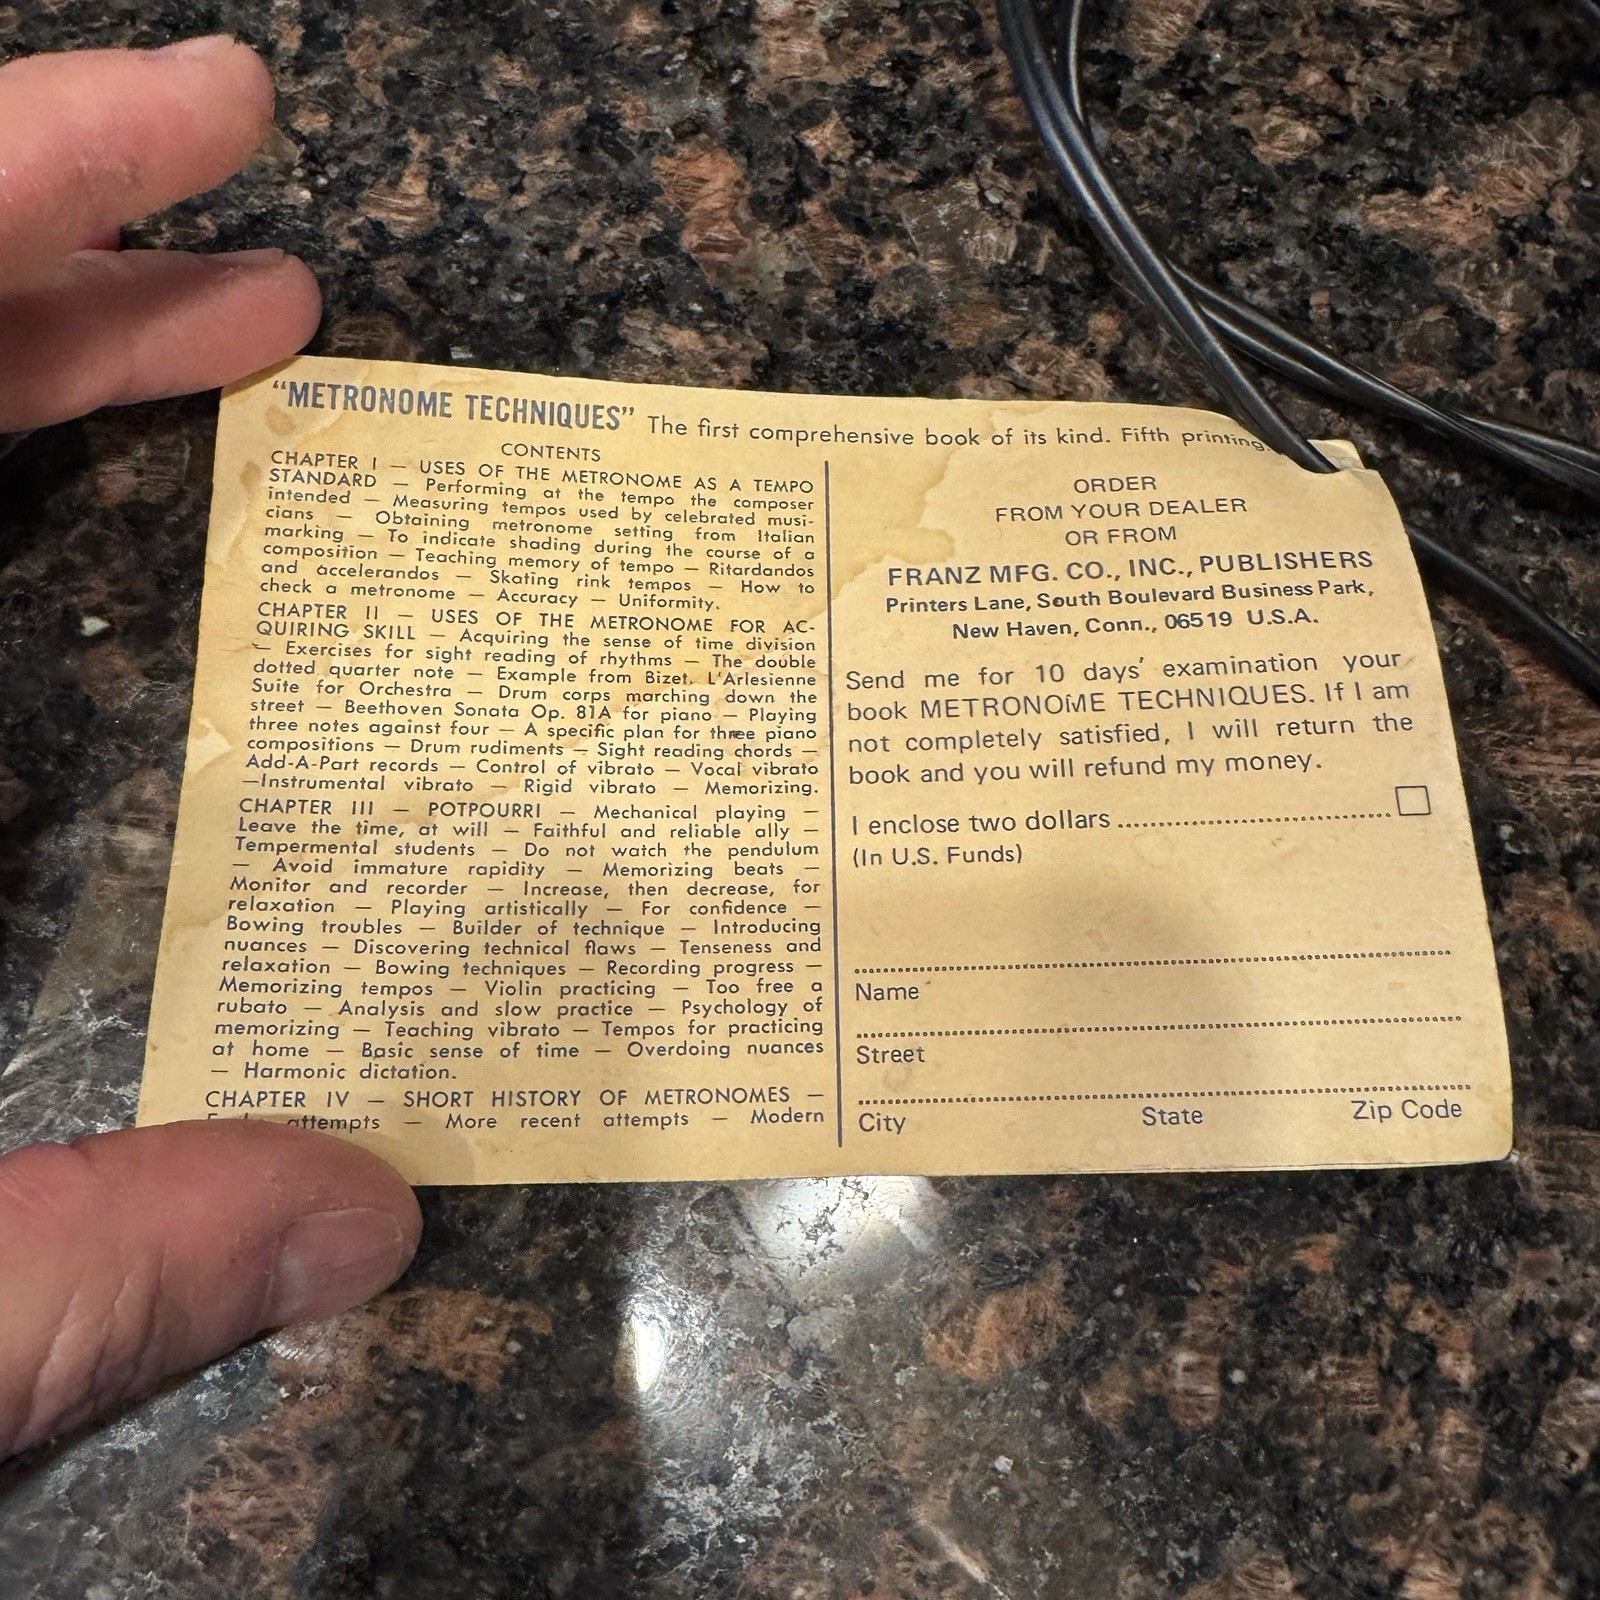 "METRONOME TECHNIQUES" The first comprehensive book of its kind. Fifth printing.
CONTENTS
CHAPTER I — USES OF THE METRONOME AS A TEMPO
STANDARD — Performing at the tempo the composer
intended — Measuring tempos used by celebrated musi-
cians — Obtaining metronome setting from Italian
marking — To indicate shading during the course of a
composition — Teaching memory of tempo — Ritardandos
and accelerandos — Skating rink tempos — How to
check a metronome — Accuracy — Uniformity.
CHAPTER II — USES OF THE METRONOME FOR AC-
QUIRING SKILL — Acquiring the sense of time division
— Exercises for sight reading of rhythms — The double
dotted quarter note — Example from Bizet, L'Arlesienne
Suite for Orchestra — Drum corps marching down the
street — Beethoven Sonata Op. 81A for piano — Playing
three notes against four — A specific plan for three piano
compositions — Drum rudiments — Sight reading chords —
Add-A-Part records — Control of vibrato — Vocal vibrato
—Instrumental vibrato — Rigid vibrato — Memorizing.
CHAPTER III — POTPOURRI — Mechanical playing —
Leave the time, at will — Faithful and reliable ally —
Tempermental students — Do not watch the pendulum
— Avoid immature rapidity — Memorizing beats —
Monitor and recorder — Increase, then decrease, for
relaxation — Playing artistically — For confidence —
Bowing troubles — Builder of technique — Introducing
nuances — Discovering technical flaws — Tenseness and
relaxation — Bowing techniques — Recording progress —
Memorizing tempos — Violin practicing — Too free a
rubato — Analysis and slow practice — Psychology of
memorizing — Teaching vibrato — Tempos for practicing
at home — Basic sense of time — Overdoing nuances
— Harmonic dictation.
CHAPTER IV — SHORT HISTORY OF METRONOMES —
attempts — More recent attempts — Modern
ORDER
FROM YOUR DEALER
OR FROM
FRANZ MFG. CO., INC., PUBLISHERS
Printers Lane, South Boulevard Business Park,
New Haven, Conn., 06519 U.S.A.
Send me for 10 days' examination your
book METRONOME TECHNIQUES. If I am
not completely satisfied, I will return the
book and you will refund my money.
I enclose two dollars
(In U.S. Funds)
Name
Street
City State Zip Code